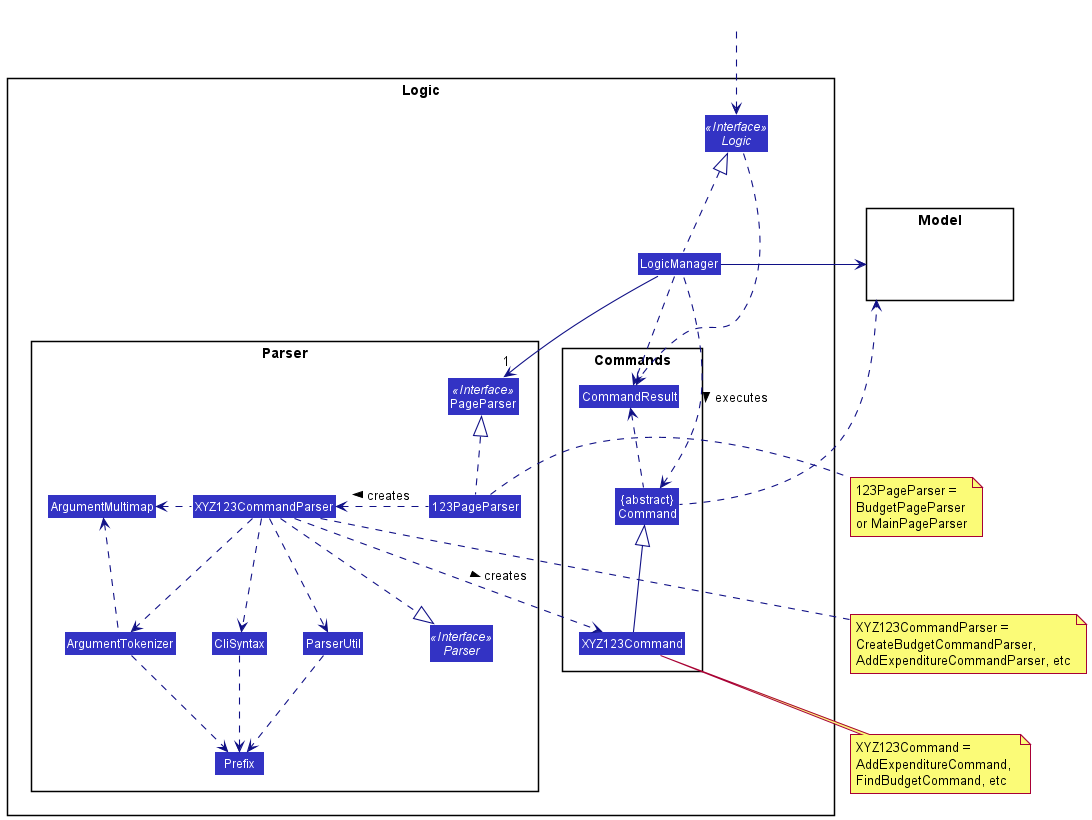 Logic
«Interface»
Logic
Model
LogicManager
Parser
1
Commands
«Interface»
PageParser
CommandResult
executes
123PageParser =
BudgetPageParser
or MainPageParser
creates
ArgumentMultimap
XYZ123CommandParser
123PageParser
{abstract}
Command
creates
XYZ123CommandParser =
CreateBudgetCommandParser,
AddExpenditureCommandParser, etc
ArgumentTokenizer
CliSyntax
ParserUtil
«Interface»
Parser
XYZ123Command
XYZ123Command =
AddExpenditureCommand,
FindBudgetCommand, etc
Prefix